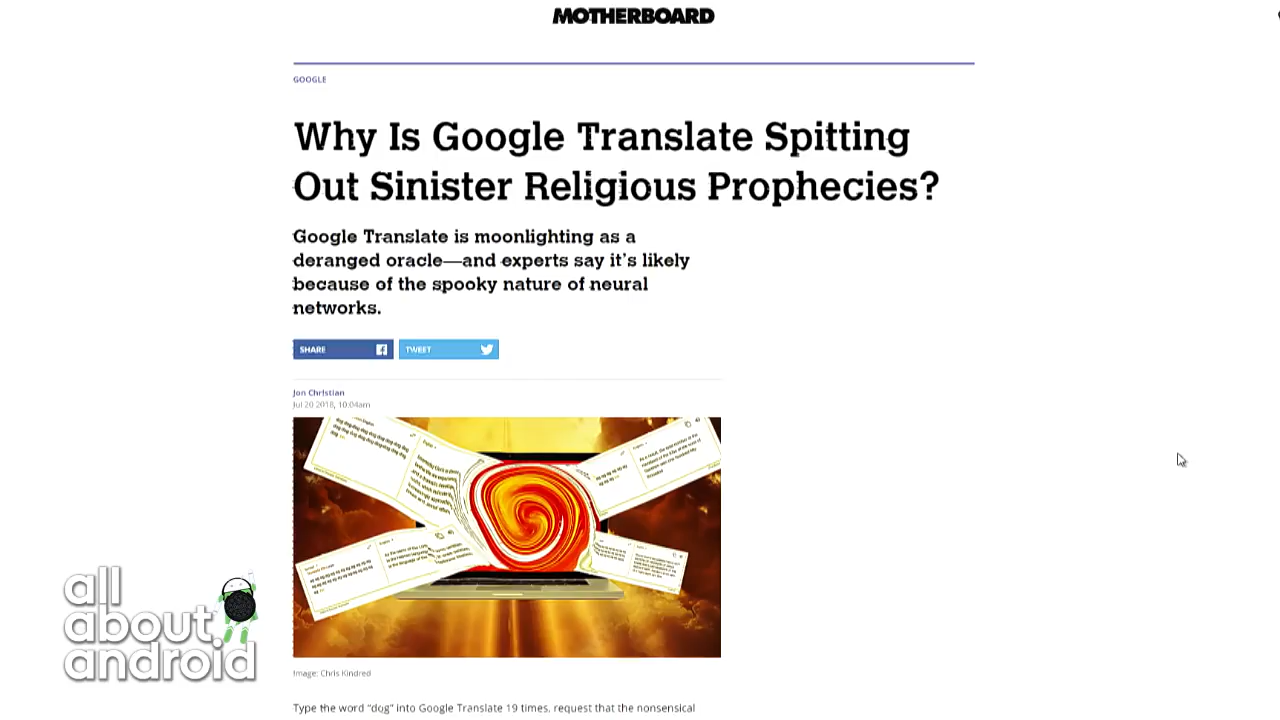 MOTHERBOARD
GOOGLE
Why Is Google Translate Spitting
Out Sinister Religious Prophecies?
Google Translate is moonlighting as a
deranged oracle—and experts say it's likely
because of the spooky nature of neural
networks.
SHARE
TWEET
Jon Christian
Jul 20 2018, 10:04am
Image: Chris Kindred
Type the word "dog" into Google Translate 19 times, request that the nonsensical
all
about
android